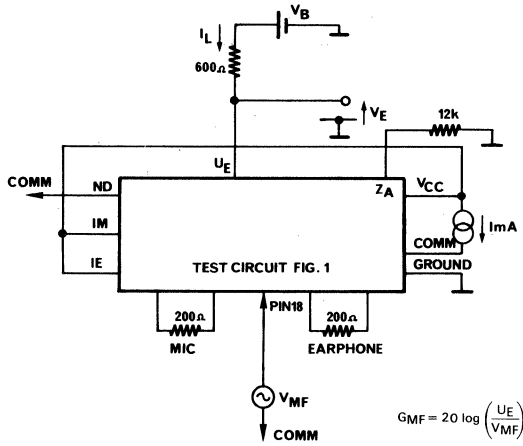 V_B
I_L
600Ω
V_E
12k
U_E
COMM
ND
Z_A
V_CC
IM
ImA
COMM
IE
TEST CIRCUIT FIG. 1
GROUND
200Ω
MIC
PIN18
200Ω
EARPHONE
V_MF
COMM
G_MF = 20 log (U_E / V_MF)